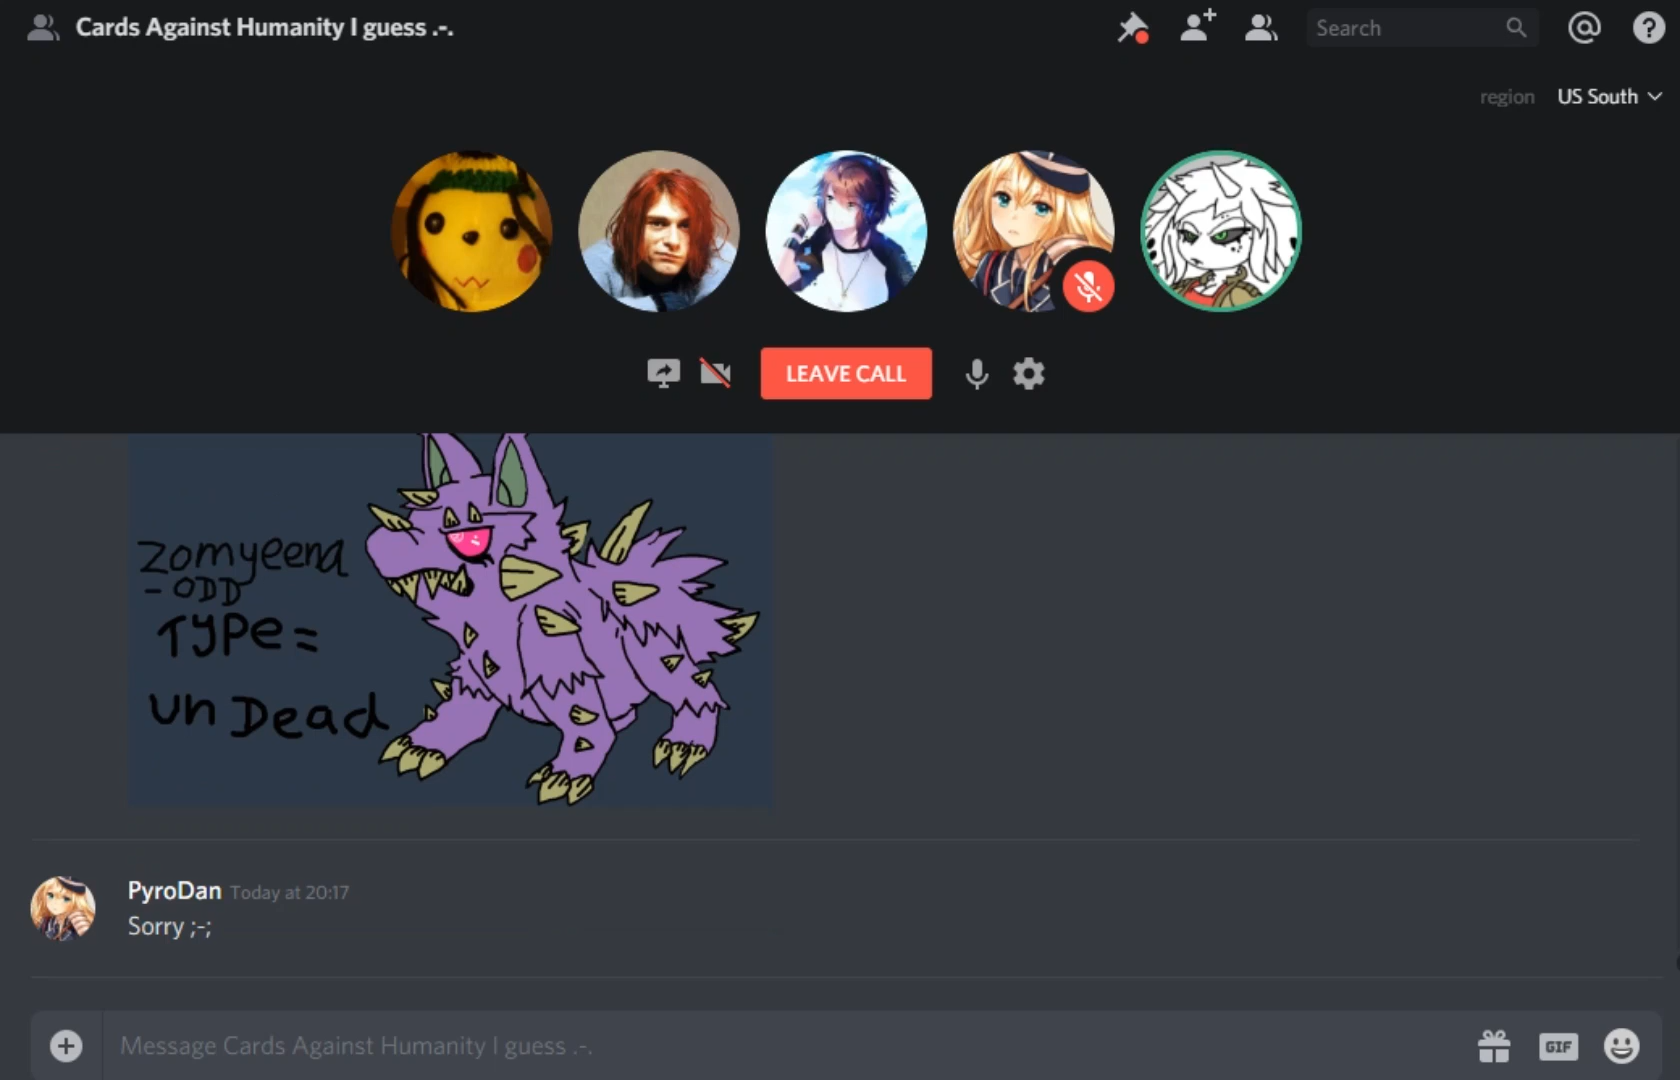 Cards Against Humanity I guess .-.
Search
region US South
LEAVE CALL
zomyeena
- ODD
TYPe =
un Dead
PyroDan Today at 20:17
Sorry ;-;
Message Cards Against Humanity I guess .-.
GIF